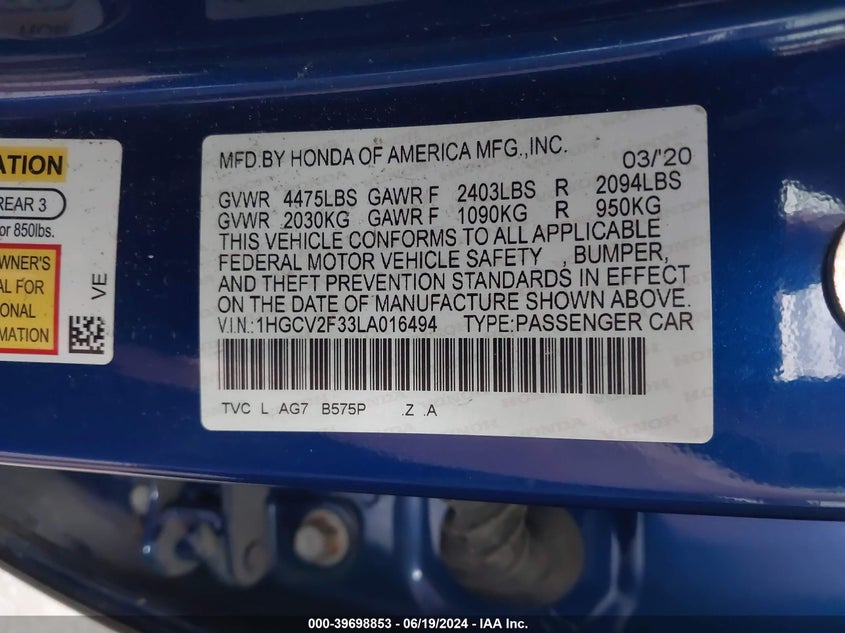 ATION
REAR 3
or 850lbs.
OWNER'S
AL FOR
IONAL
RMATION
VE
MFD.BY HONDA OF AMERICA MFG.,INC. 03/'20
GVWR 4475LBS GAWR F 2403LBS R 2094LBS
GVWR 2030KG GAWR F 1090KG R 950KG
THIS VEHICLE CONFORMS TO ALL APPLICABLE
FEDERAL MOTOR VEHICLE SAFETY , BUMPER,
AND THEFT PREVENTION STANDARDS IN EFFECT
ON THE DATE OF MANUFACTURE SHOWN ABOVE.
V.I.N.:1HGCV2F33LA016494 TYPE:PASSENGER CAR
TVC L AG7 B575P .Z .A
000-39698853 - 06/19/2024 - IAA Inc.